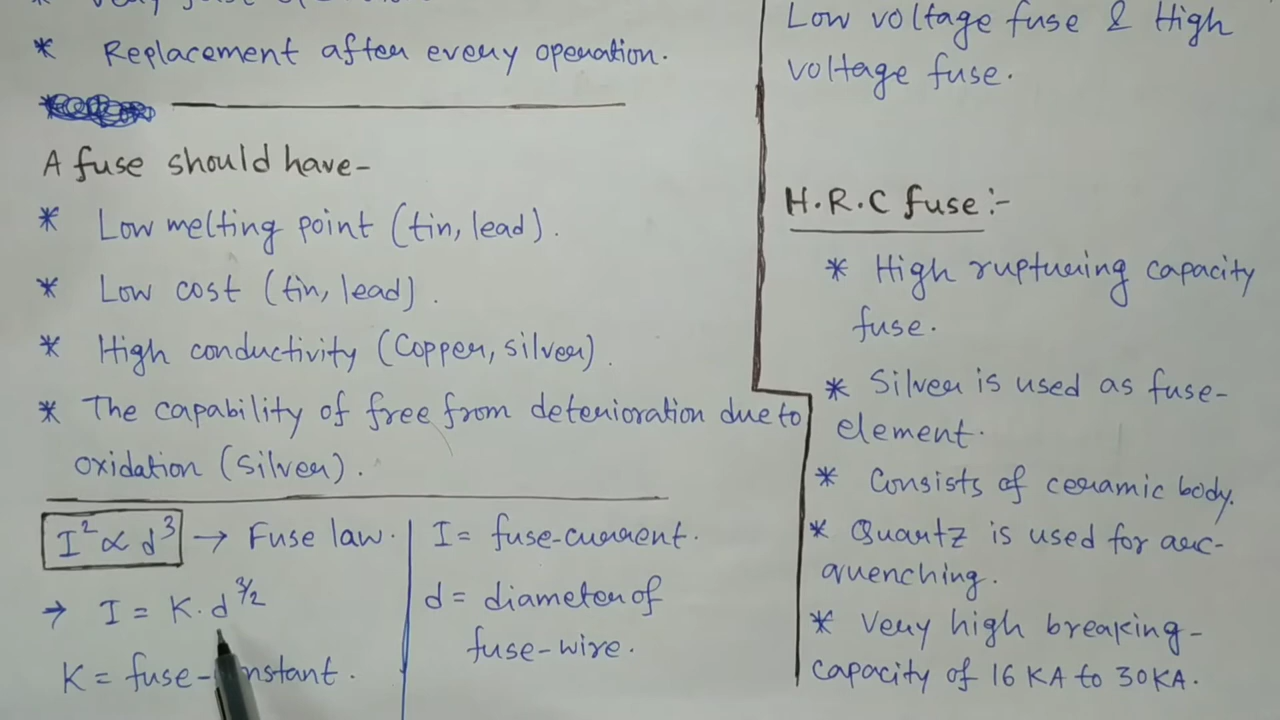 * Replacement after every operation.
A fuse should have-
* Low melting point (tin, lead).
* Low cost (tin, lead).
* High conductivity (Copper, silver).
* The capability of free from deterioration due to
oxidation (Silver).
I² ∝ d³ → Fuse law.
→ I = K.d^3/2
K = fuse-
I = fuse-current.
d = diameter of
fuse-wire.
Low voltage fuse & High
voltage fuse.
H.R.C fuse:-
* High rupturing capacity
fuse.
* Silver is used as fuse-
element.
* Consists of ceramic body.
* Quartz is used for arc-
quenching.
* Very high breaking-
capacity of 16 KA to 30KA.